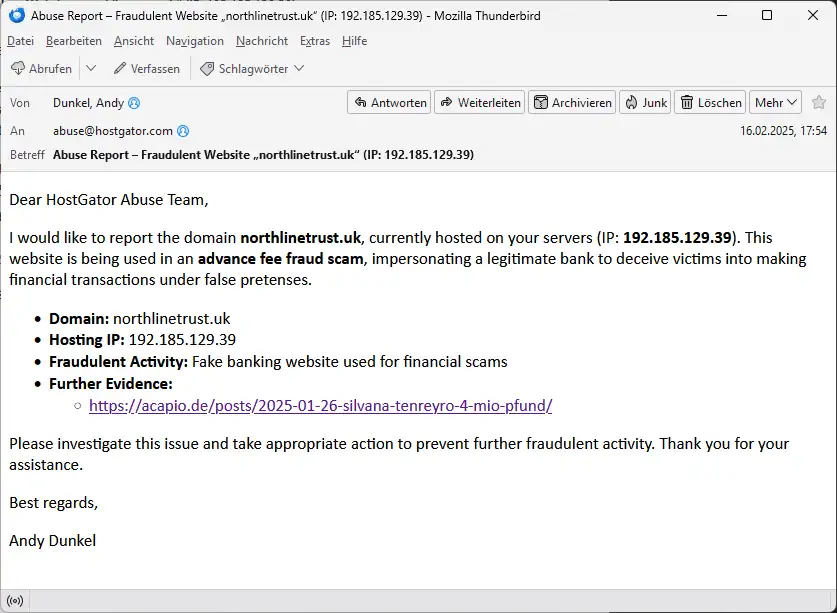 Abuse Report – Fraudulent Website „northlinetrust.uk“ (IP: 192.185.129.39) - Mozilla Thunderbird
Datei Bearbeiten Ansicht Navigation Nachricht Extras Hilfe
Abrufen Verfassen Schlagwörter
Von Dunkel, Andy Antworten Weiterleiten Archivieren Junk Löschen Mehr
An abuse@hostgator.com 16.02.2025, 17:54
Betreff Abuse Report – Fraudulent Website „northlinetrust.uk“ (IP: 192.185.129.39)
Dear HostGator Abuse Team,
I would like to report the domain northlinetrust.uk, currently hosted on your servers (IP: 192.185.129.39). This
website is being used in an advance fee fraud scam, impersonating a legitimate bank to deceive victims into making
financial transactions under false pretenses.
• Domain: northlinetrust.uk
• Hosting IP: 192.185.129.39
• Fraudulent Activity: Fake banking website used for financial scams
• Further Evidence:
○ https://acapio.de/posts/2025-01-26-silvana-tenreyro-4-mio-pfund/
Please investigate this issue and take appropriate action to prevent further fraudulent activity. Thank you for your
assistance.
Best regards,
Andy Dunkel